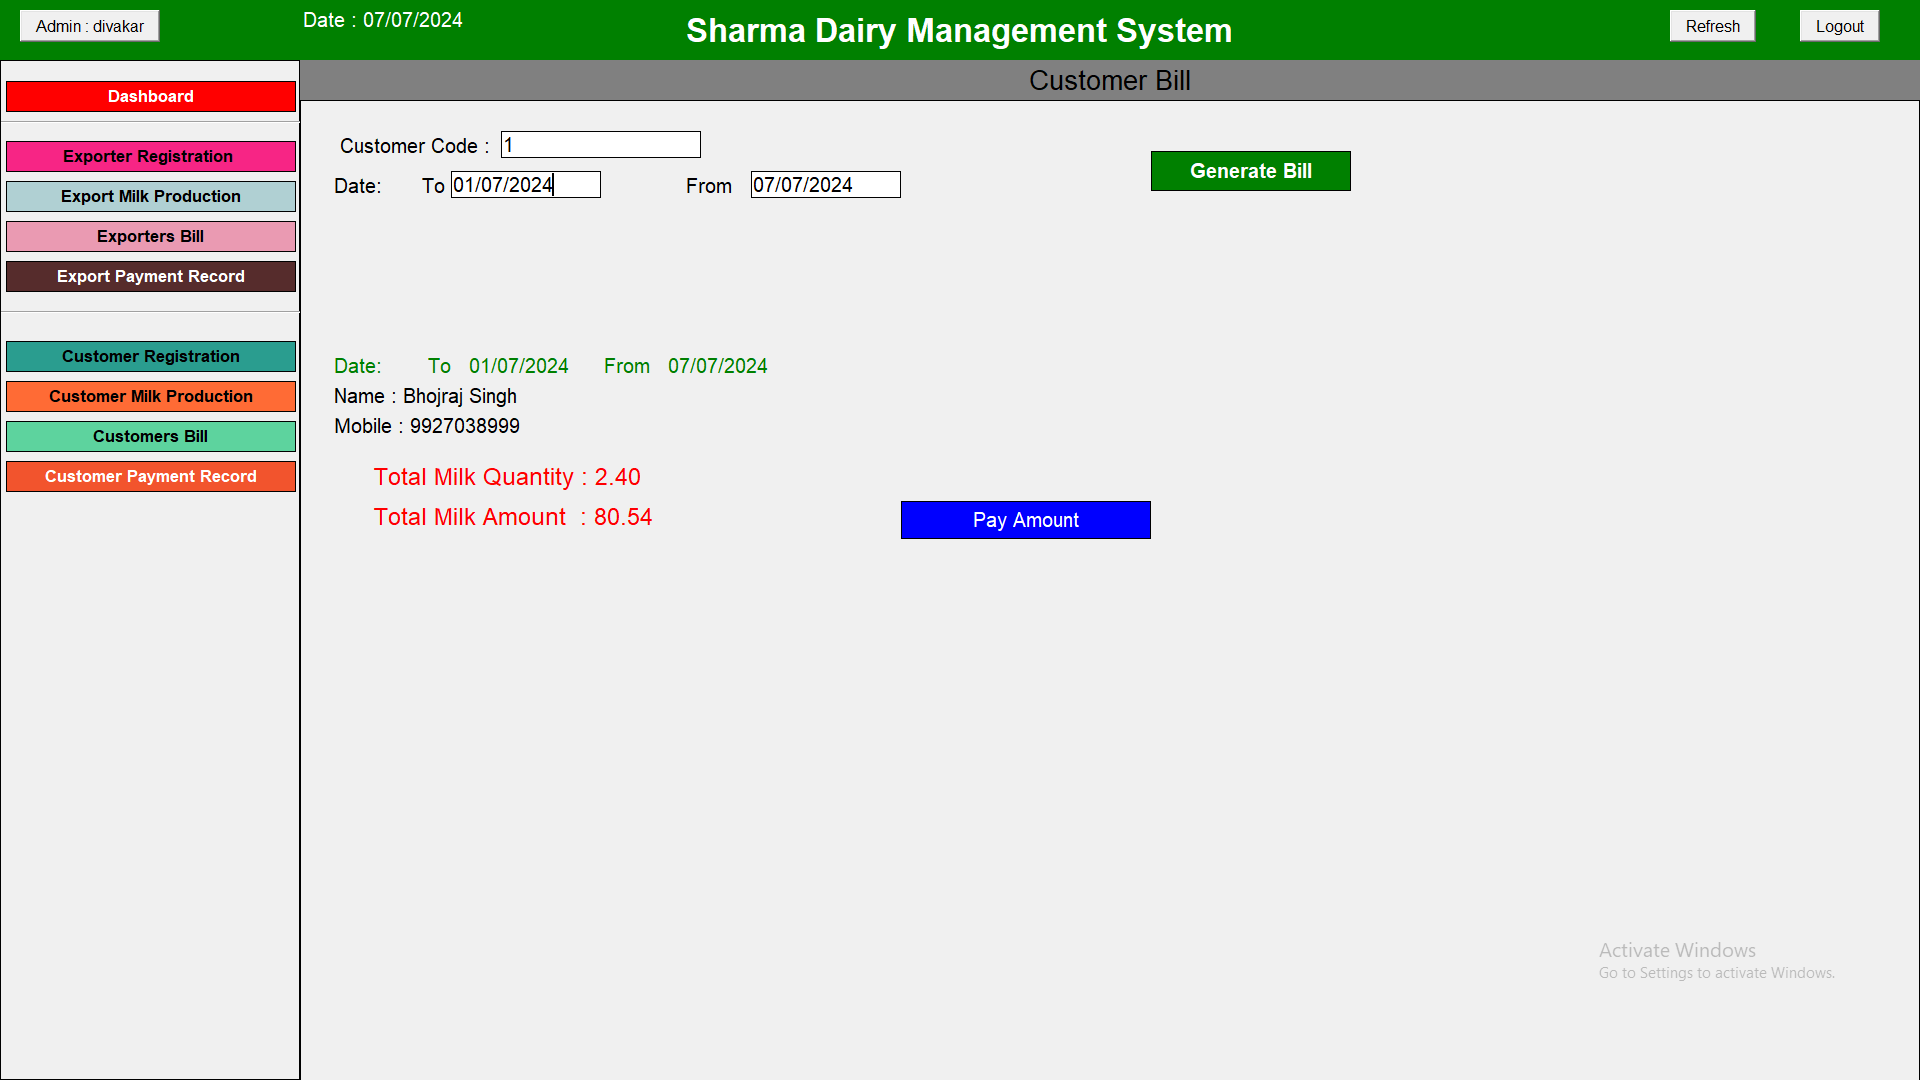 Admin : divakar
Date : 07/07/2024
Sharma Dairy Management System
Refresh
Logout
Dashboard
Exporter Registration
Export Milk Production
Exporters Bill
Export Payment Record
Customer Registration
Customer Milk Production
Customers Bill
Customer Payment Record
Customer Bill
Customer Code : 1
Date: To 01/07/2024 From 07/07/2024
Generate Bill
Date: To 01/07/2024 From 07/07/2024
Name : Bhojraj Singh
Mobile : 9927038999
Total Milk Quantity : 2.40
Total Milk Amount : 80.54
Pay Amount
Activate Windows
Go to Settings to activate Windows.